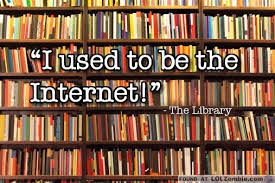 “I used to be the
Internet!”
- The Library
FOUND AT LOLZombie.com